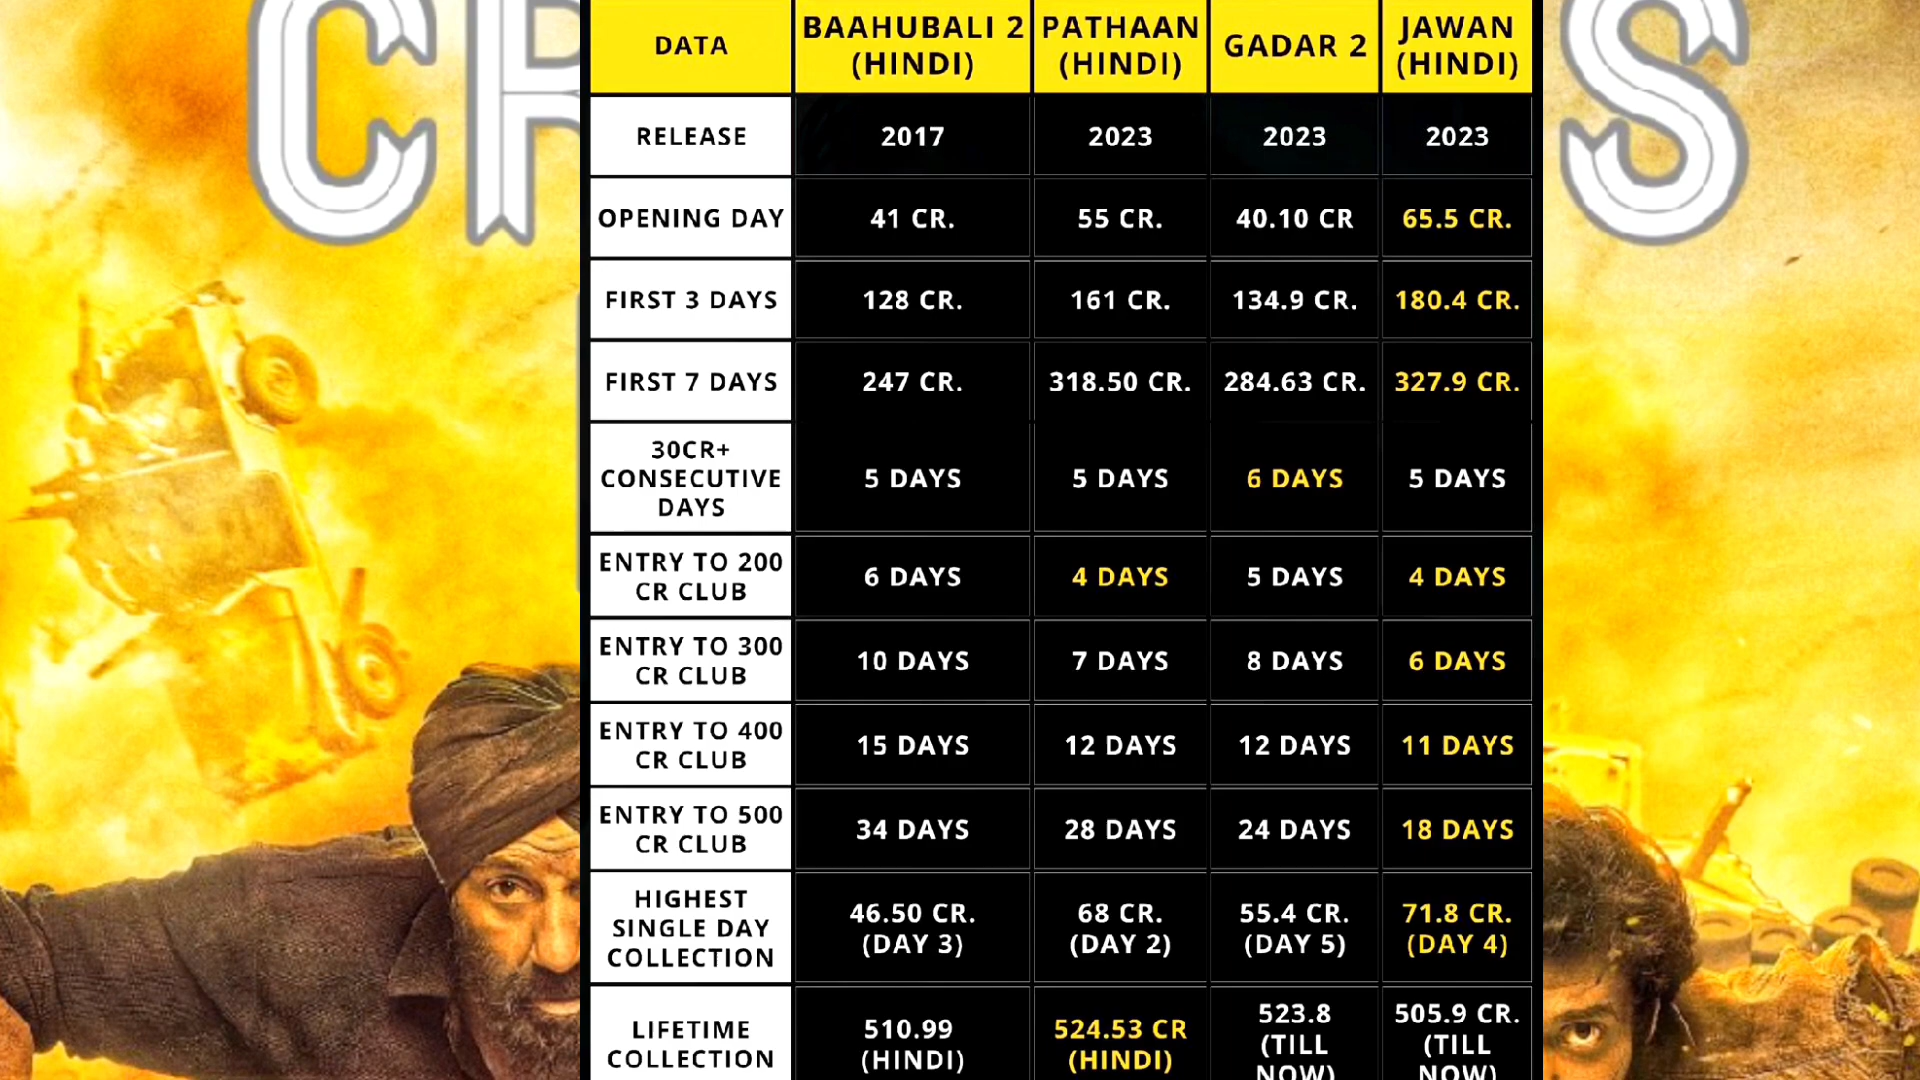 CR
S
DATA
BAAHUBALI 2
(HINDI)
PATHAAN
(HINDI)
GADAR 2
JAWAN
(HINDI)
RELEASE
2017
2023
2023
2023
OPENING DAY
41 CR.
55 CR.
40.10 CR
65.5 CR.
FIRST 3 DAYS
128 CR.
161 CR.
134.9 CR.
180.4 CR.
FIRST 7 DAYS
247 CR.
318.50 CR.
284.63 CR.
327.9 CR.
30CR+
CONSECUTIVE
DAYS
5 DAYS
5 DAYS
6 DAYS
5 DAYS
ENTRY TO 200
CR CLUB
6 DAYS
4 DAYS
5 DAYS
4 DAYS
ENTRY TO 300
CR CLUB
10 DAYS
7 DAYS
8 DAYS
6 DAYS
ENTRY TO 400
CR CLUB
15 DAYS
12 DAYS
12 DAYS
11 DAYS
ENTRY TO 500
CR CLUB
34 DAYS
28 DAYS
24 DAYS
18 DAYS
HIGHEST
SINGLE DAY
COLLECTION
46.50 CR.
(DAY 3)
68 CR.
(DAY 2)
55.4 CR.
(DAY 5)
71.8 CR.
(DAY 4)
LIFETIME
COLLECTION
510.99
(HINDI)
524.53 CR
(HINDI)
523.8
(TILL
NOW)
505.9 CR.
(TILL
NOW)